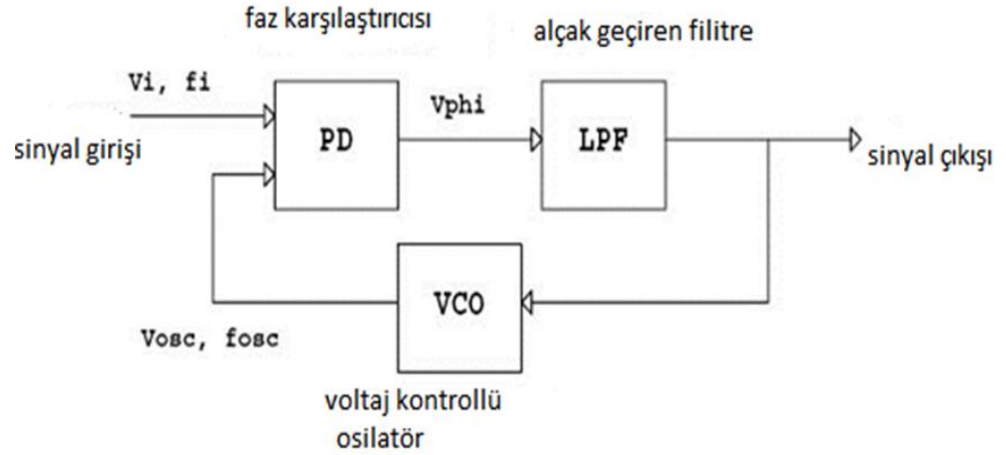 faz karşılaştırıcısı
alçak geçiren filitre
Vi, fi
Vphi
PD
LPF
sinyal girişi
sinyal çıkışı
VCO
Vosc, fosc
voltaj kontrollü
osilatör